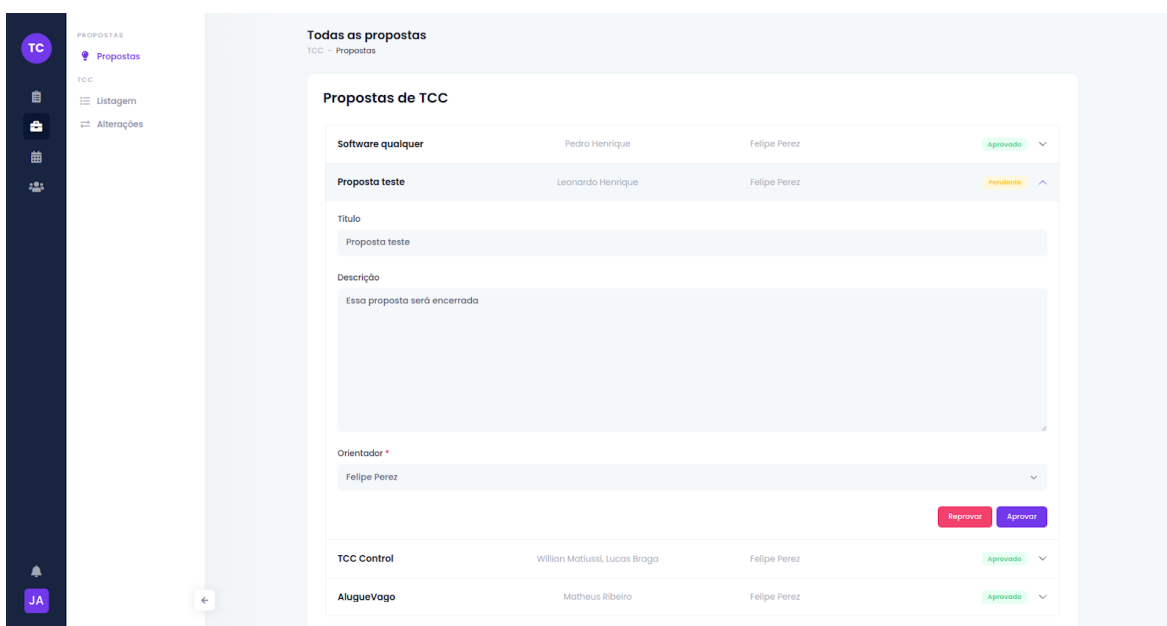 TC
PROPOSTAS
Propostas
TCC
Listagem
Alterações
JA
Todas as propostas
TCC - Propostas
Propostas de TCC
Software qualquer Pedro Henrique Felipe Perez Aprovado
Proposta teste Leonardo Henrique Felipe Perez Pendente
Título
Proposta teste
Descrição
Essa proposta será encerrada
Orientador *
Felipe Perez
Reprovar Aprovar
TCC Control Willian Matiussi, Lucas Braga Felipe Perez Aprovado
AlugueVago Matheus Ribeiro Felipe Perez Aprovado